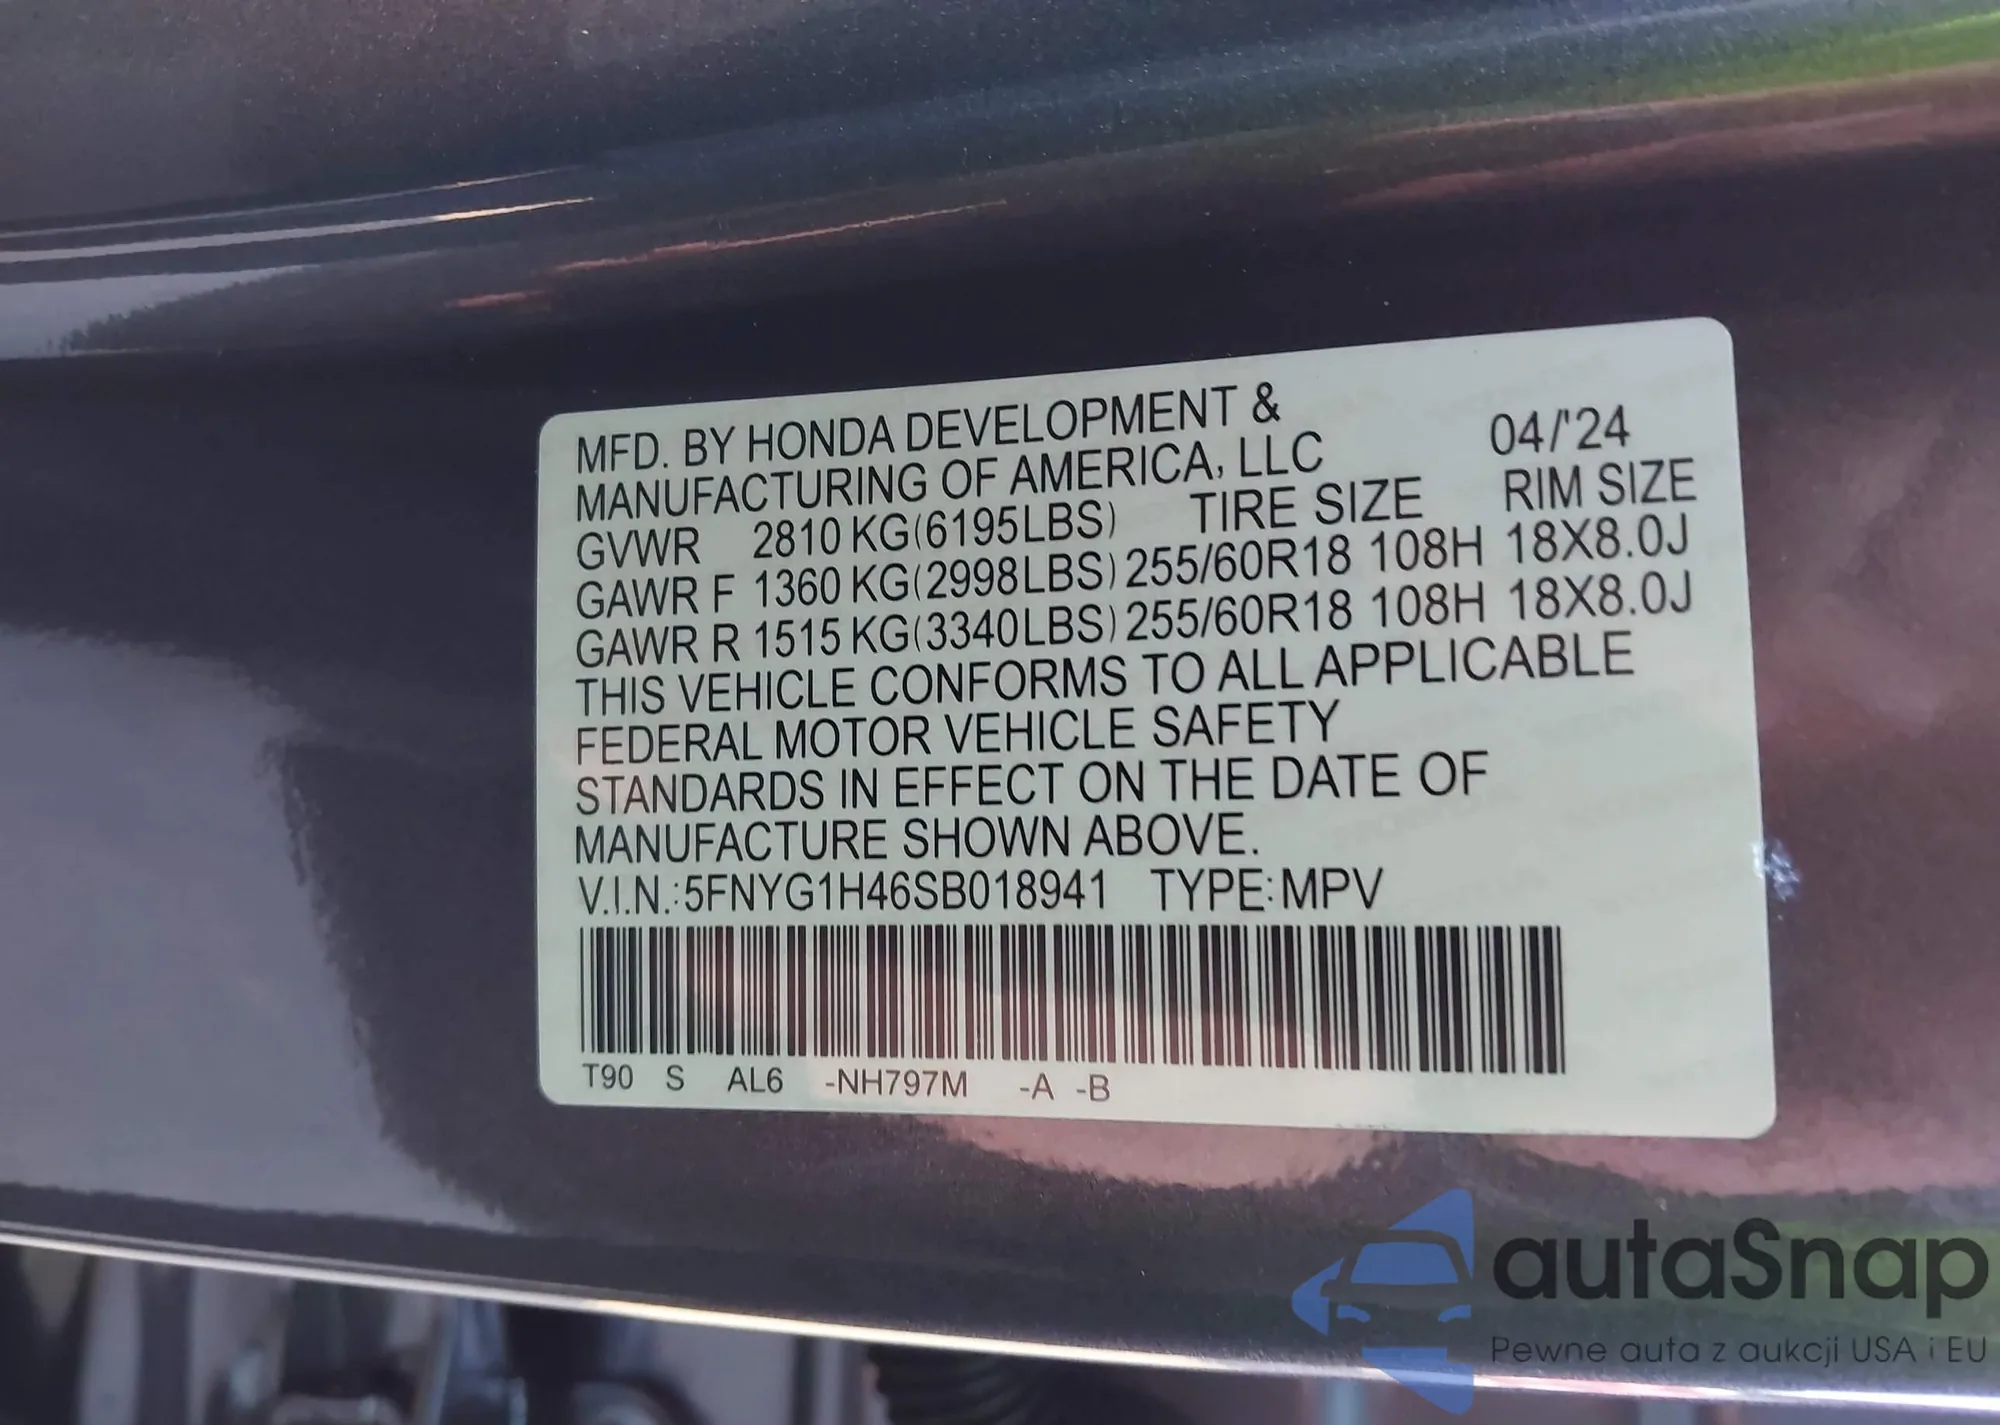 MFD. BY HONDA DEVELOPMENT &
MANUFACTURING OF AMERICA, LLC 04/'24
GVWR 2810 KG(6195LBS) TIRE SIZE RIM SIZE
GAWR F 1360 KG(2998LBS) 255/60R18 108H 18X8.0J
GAWR R 1515 KG(3340LBS) 255/60R18 108H 18X8.0J
THIS VEHICLE CONFORMS TO ALL APPLICABLE
FEDERAL MOTOR VEHICLE SAFETY
STANDARDS IN EFFECT ON THE DATE OF
MANUFACTURE SHOWN ABOVE.
V.I.N.:5FNYG1H46SB018941 TYPE:MPV
T90 S AL6 -NH797M -A -B
autaSnap
Pewne auta z aukcji USA i EU